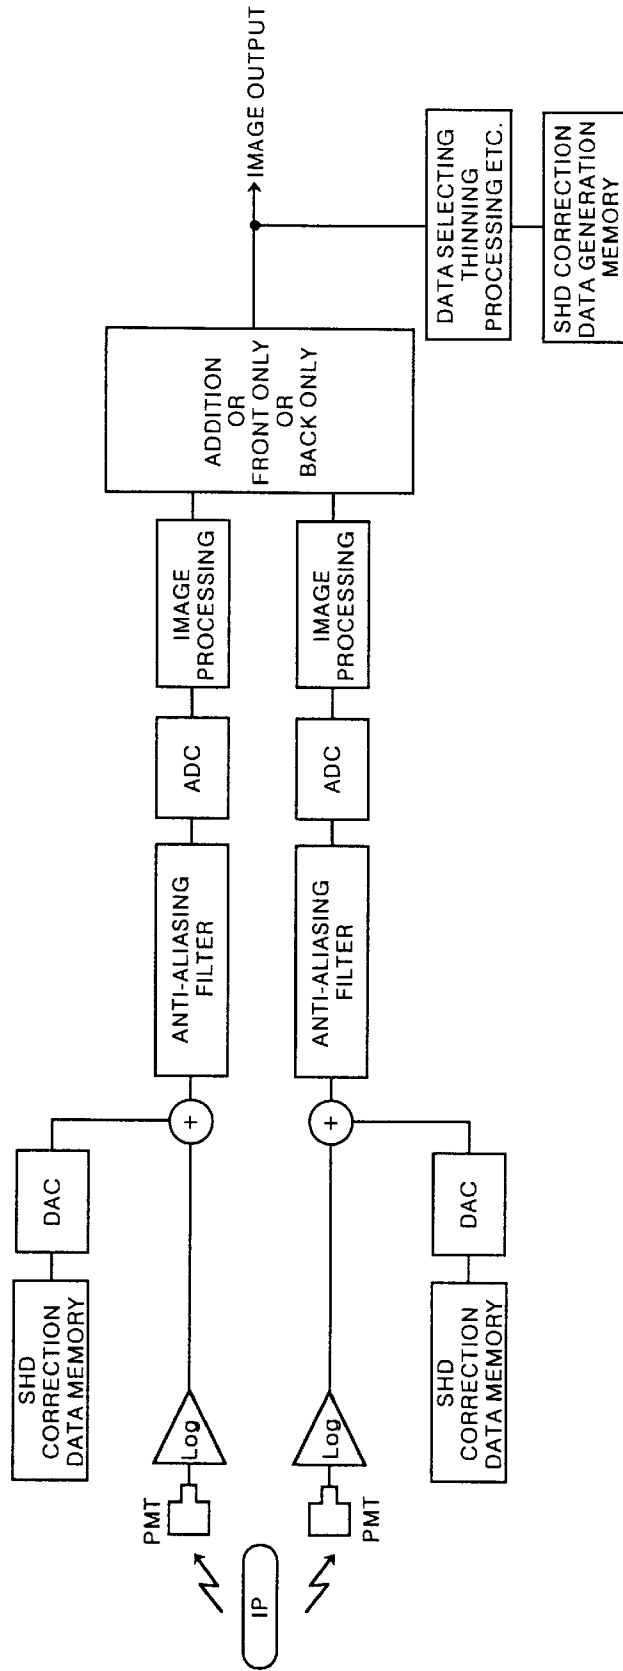 IP
PMT
Log
SHD
CORRECTION
DATA MEMORY
DAC
+
ANTI-ALIASING
FILTER
ADC
IMAGE
PROCESSING
PMT
Log
SHD
CORRECTION
DATA MEMORY
DAC
+
ANTI-ALIASING
FILTER
ADC
IMAGE
PROCESSING
ADDITION
OR
FRONT ONLY
OR
BACK ONLY
IMAGE OUTPUT
DATA SELECTING
THINNING
PROCESSING ETC.
SHD CORRECTION
DATA GENERATION
MEMORY